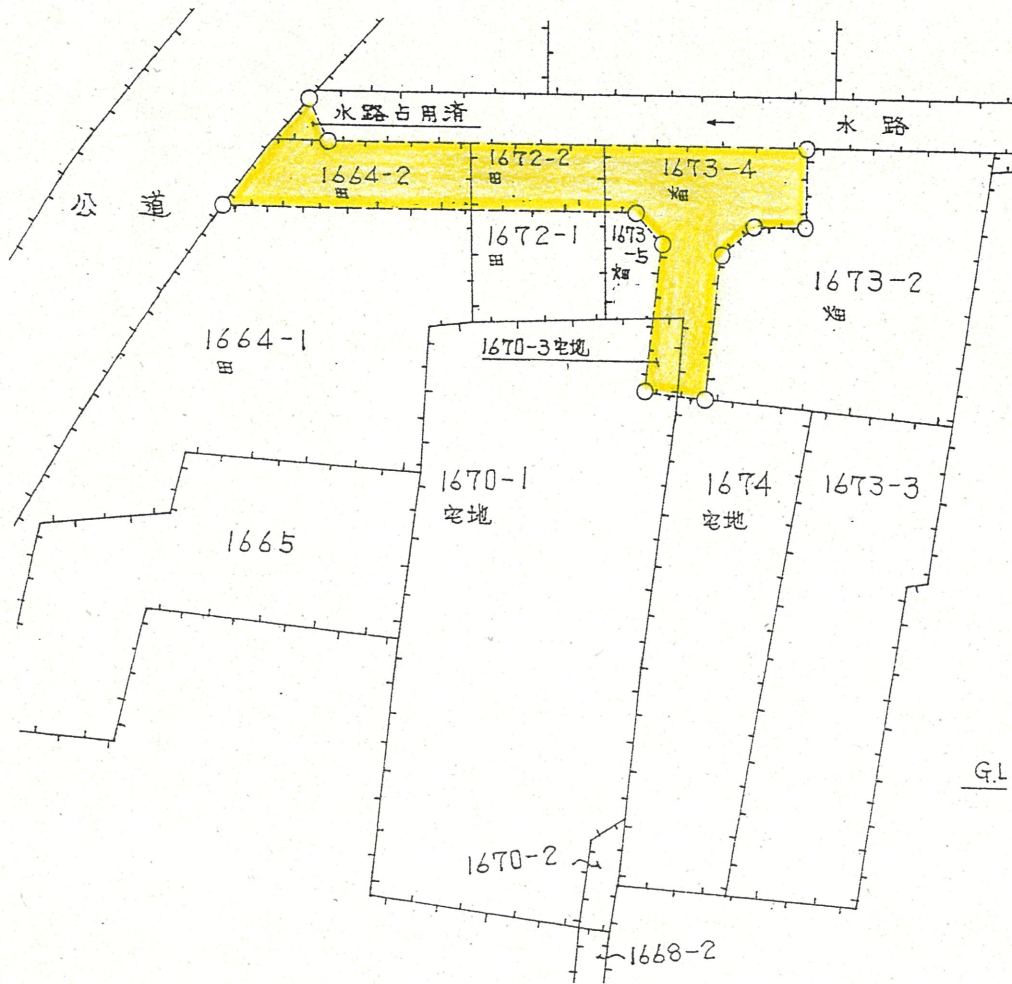 水路占用済
← 水路
公道
1664-2
田
1672-2
田
1673-4
畑
1672-1
田
1673
-5
畑
1673-2
畑
1664-1
田
1670-3宅地
1670-1
宅地
1674
宅地
1673-3
1665
G.L
1670-2
1668-2